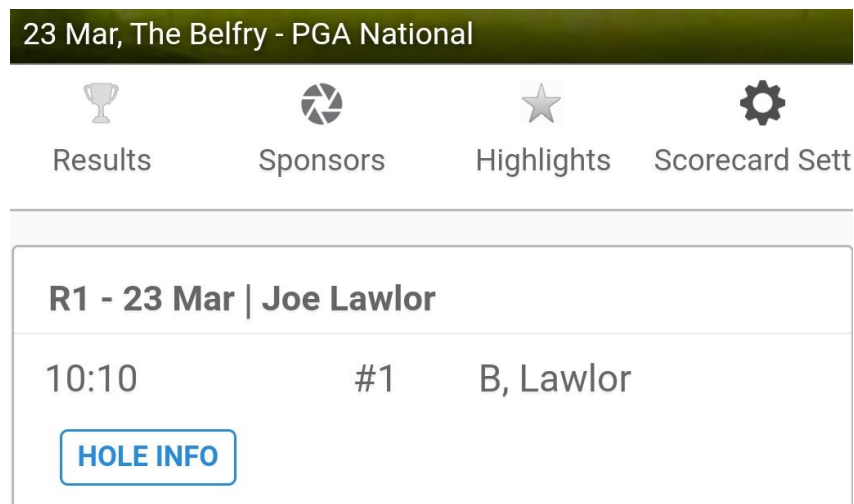 23 Mar, The Belfry - PGA National
Results Sponsors Highlights Scorecard Sett
R1 - 23 Mar | Joe Lawlor
10:10 #1 B, Lawlor
HOLE INFO